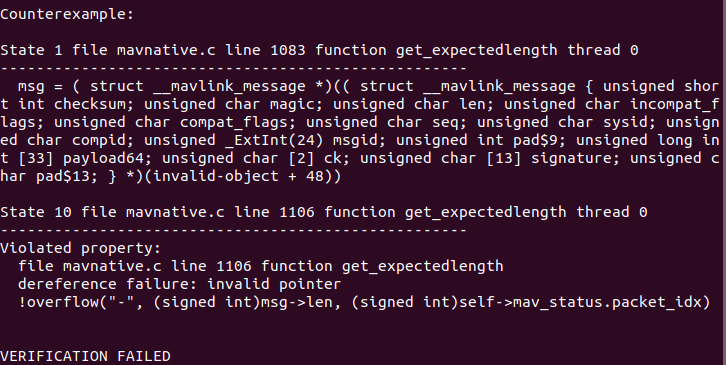 Counterexample:
State 1 file mavnative.c line 1083 function get_expectedlength thread 0
----------------------------------------------------
  msg = ( struct __mavlink_message *)(( struct __mavlink_message { unsigned shor
t int checksum; unsigned char magic; unsigned char len; unsigned char incompat_f
lags; unsigned char compat_flags; unsigned char seq; unsigned char sysid; unsign
ed char compid; unsigned _ExtInt(24) msgid; unsigned int pad$9; unsigned long in
t [33] payload64; unsigned char [2] ck; unsigned char [13] signature; unsigned c
har pad$13; } *)(invalid-object + 48))
State 10 file mavnative.c line 1106 function get_expectedlength thread 0
----------------------------------------------------
Violated property:
  file mavnative.c line 1106 function get_expectedlength
  dereference failure: invalid pointer
  !overflow("-", (signed int)msg->len, (signed int)self->mav_status.packet_idx)
VERIFICATION FAILED